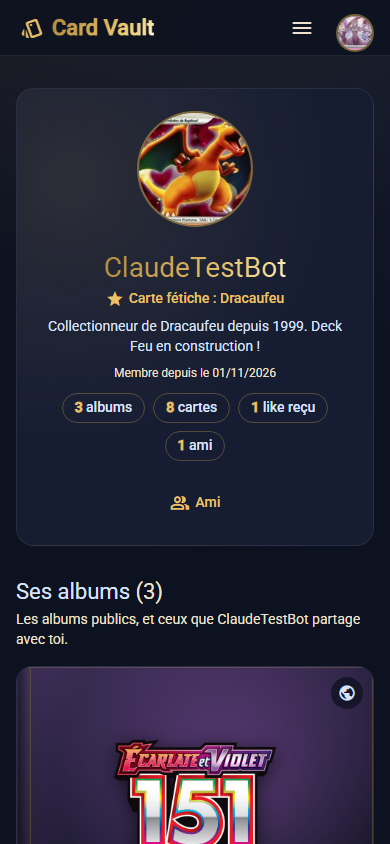 Card Vault
ClaudeTestBot
Carte fétiche : Dracaufeu
Collectionneur de Dracaufeu depuis 1999. Deck
Feu en construction !
Membre depuis le 01/11/2026
3 albums
8 cartes
1 like reçu
1 ami
Ami
Ses albums (3)
Les albums publics, et ceux que ClaudeTestBot partage
avec toi.
ÉCARLATE et VIOLET
151